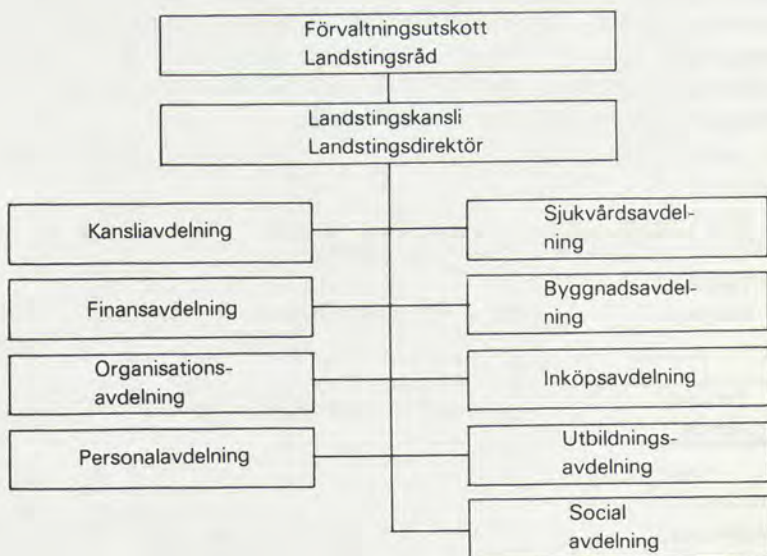 Förvaltningsutskott
Landstingsråd
Landstingskansli
Landstingsdirektör
Kansliavdelning
Sjukvårdsavdel-
ning
Finansavdelning
Byggnadsavdel-
ning
Organisations-
avdelning
Inköpsavdelning
Personalavdelning
Utbildnings-
avdelning
Social
avdelning